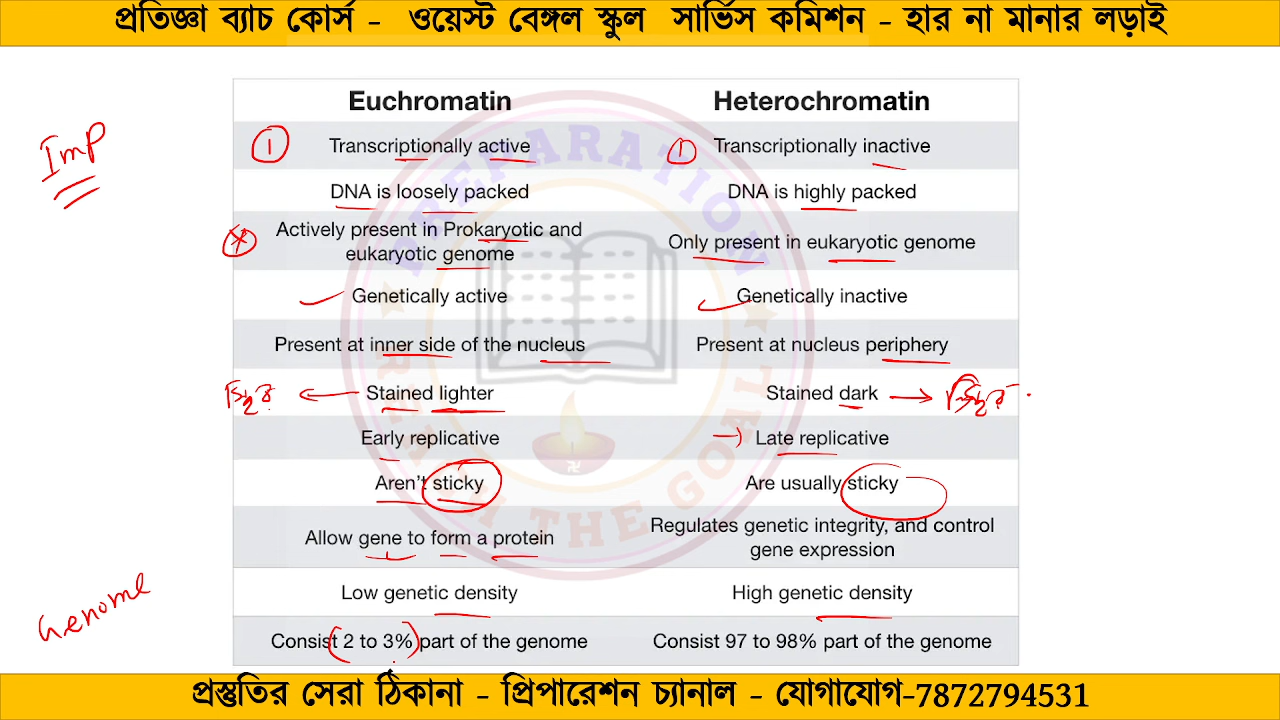 প্রতিজ্ঞা ব্যাচ কোর্স - ওয়েস্ট বেঙ্গল স্কুল সার্ভিস কমিশন - হার না মানার লড়াই
Imp
Euchromatin Heterochromatin
1 Transcriptionally active 1 Transcriptionally inactive
DNA is loosely packed DNA is highly packed
Actively present in Prokaryotic and
eukaryotic genome Only present in eukaryotic genome
Genetically active Genetically inactive
Present at inner side of the nucleus Present at nucleus periphery
Stained lighter Stained dark
Early replicative Late replicative
Aren't sticky Are usually sticky
Allow gene to form a protein Regulates genetic integrity, and control
gene expression
Low genetic density High genetic density
Consist 2 to 3% part of the genome Consist 97 to 98% part of the genome
Genome
PREPARATION
REACH THE GOAL
প্রস্তুতির সেরা ঠিকানা - প্রিপারেশন চ্যানাল - যোগাযোগ-7872794531